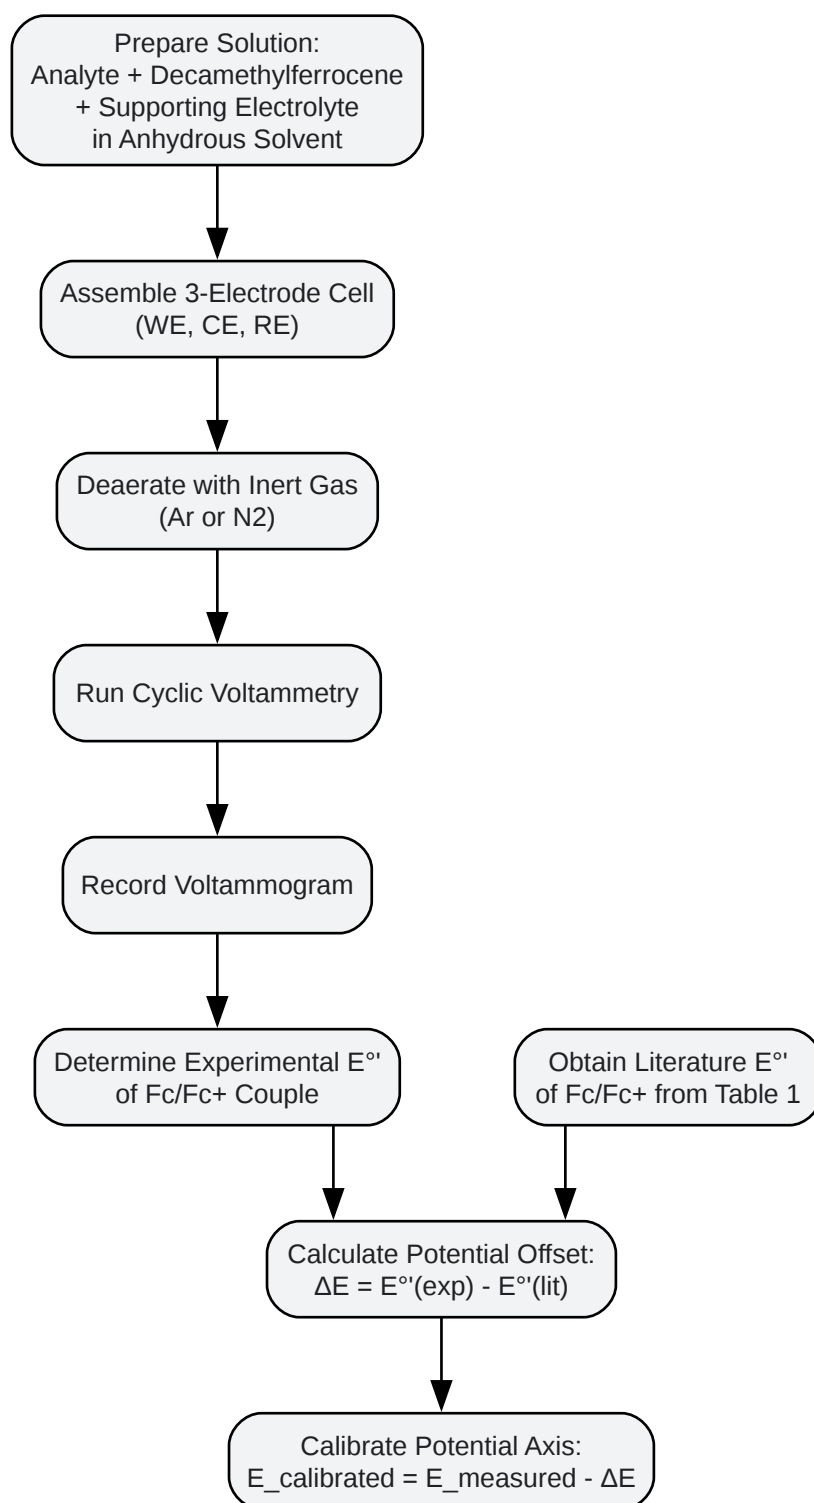 Prepare Solution:
Analyte + Decamethylferrocene
+ Supporting Electrolyte
in Anhydrous Solvent
Assemble 3-Electrode Cell
(WE, CE, RE)
Deaerate with Inert Gas
(Ar or N2)
Run Cyclic Voltammetry
Record Voltammogram
Determine Experimental E°'
of Fc/Fc+ Couple
Obtain Literature E°'
of Fc/Fc+ from Table 1
Calculate Potential Offset:
ΔE = E°'(exp) - E°'(lit)
Calibrate Potential Axis:
E_calibrated = E_measured - ΔE